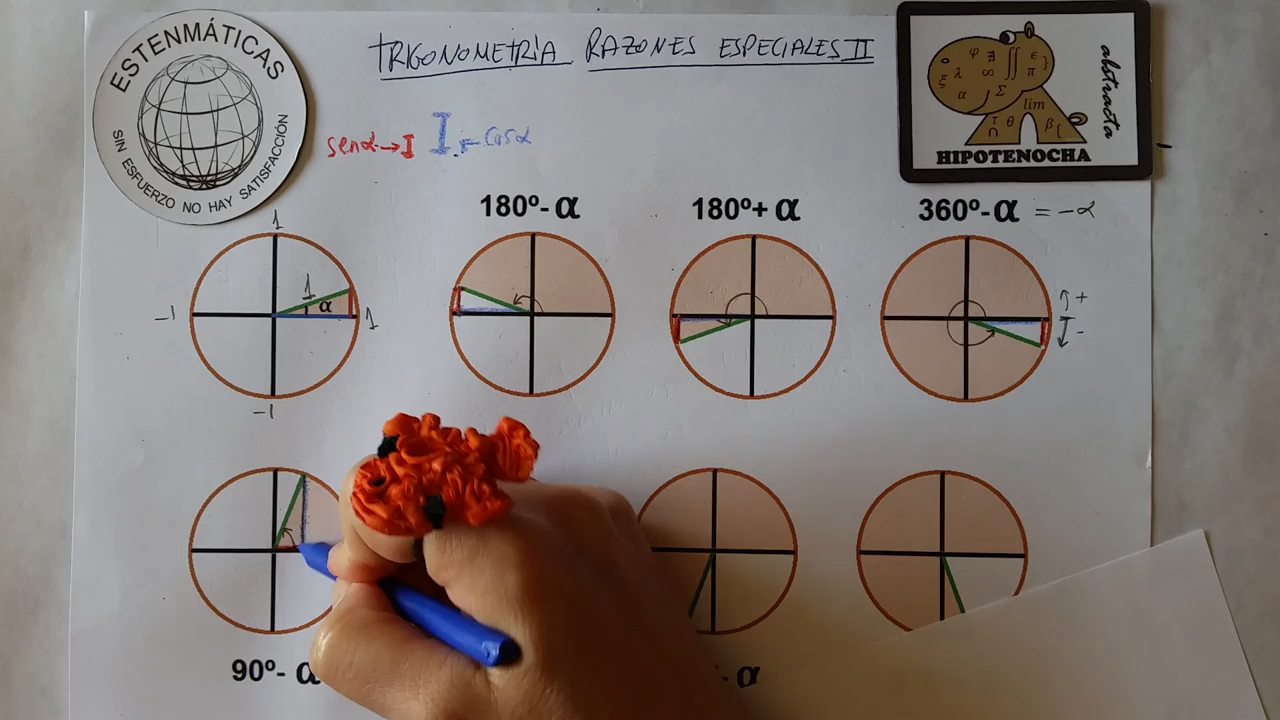 ESTENMÁTICAS
SIN ESFUERZO NO HAY SATISFACCIÓN
TRIGONOMETRÍA RAZONES ESPECIALES II
φ ∃ ∬ ϵ }
ξ λ ∞ π
α Σ lim
τ θ β {
∩
abstracta
HIPOTENOCHA
senα→I I ← cosα
180º-α 180º+α 360º-α = -α
1
1 α
-1 1
-1
↑ +
↓ -
90º- α
- α